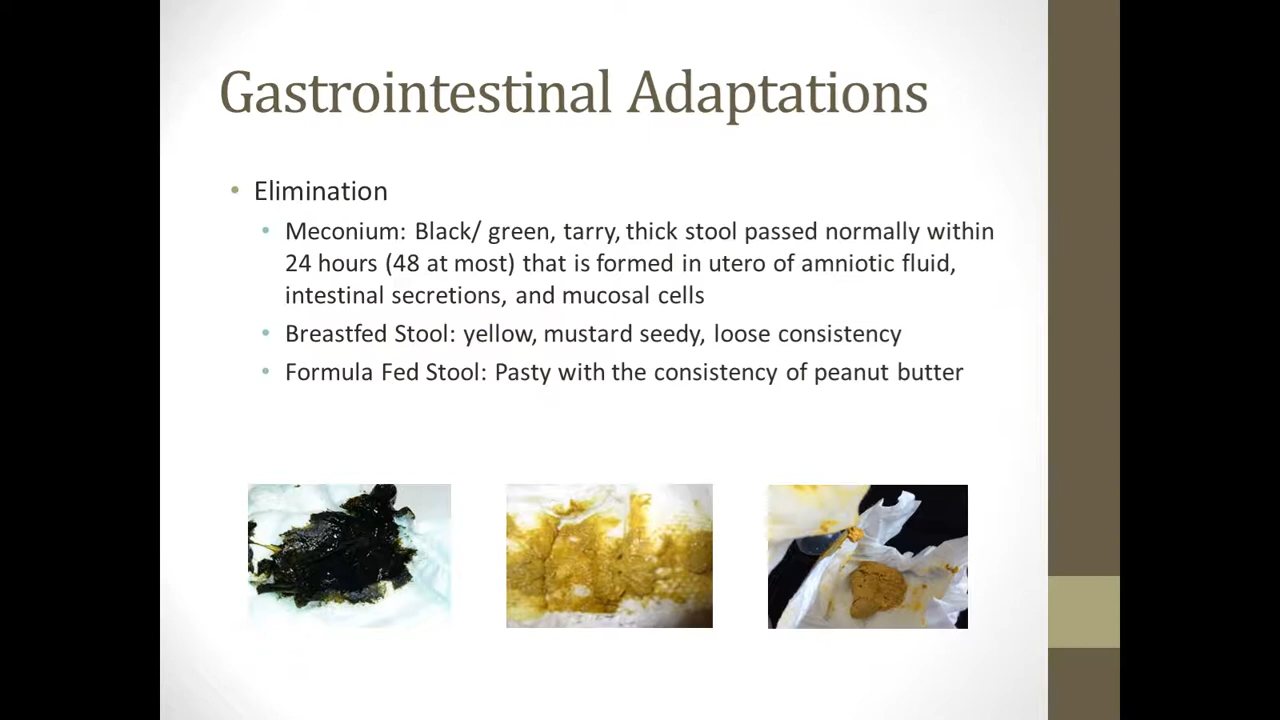 Gastrointestinal Adaptations
• Elimination
• Meconium: Black/ green, tarry, thick stool passed normally within
24 hours (48 at most) that is formed in utero of amniotic fluid,
intestinal secretions, and mucosal cells
• Breastfed Stool: yellow, mustard seedy, loose consistency
• Formula Fed Stool: Pasty with the consistency of peanut butter